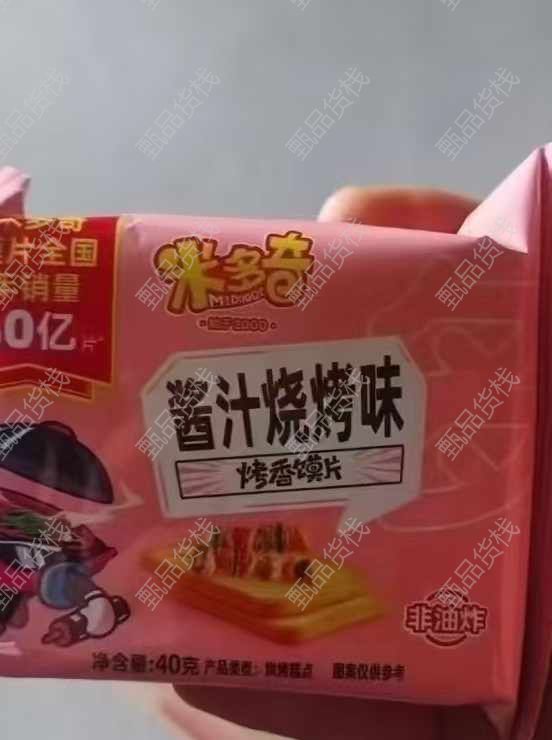 片全国
销量
0亿
片
米多奇
MIDUOQI
始于2000
酱汁烧烤味
烤香馍片
非油炸
净含量:40克 产品类型:烘烤糕点 图案仅供参考
甄品货栈